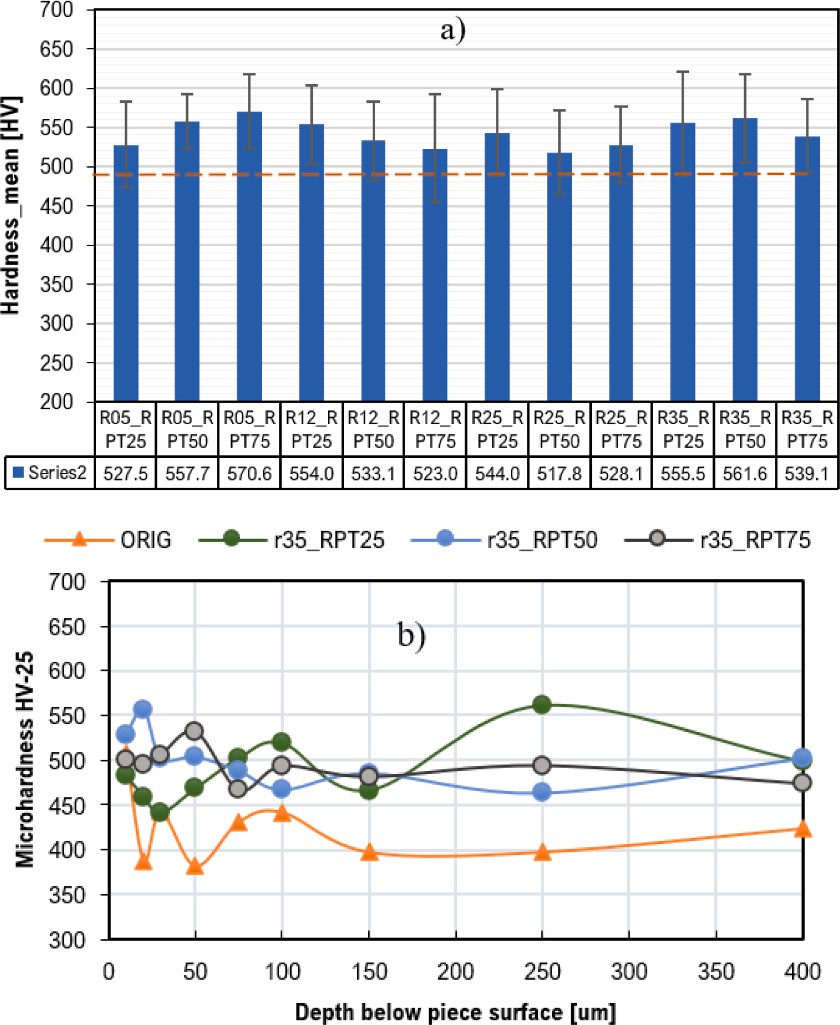 a)
Hardness_mean [HV]
700
650
600
550
500
450
400
350
300
250
200
R05_R PT25 R05_R PT50 R05_R PT75 R12_R PT25 R12_R PT50 R12_R PT75 R25_R PT25 R25_R PT50 R25_R PT75 R35_R PT25 R35_R PT50 R35_R PT75
Series2 527.5 557.7 570.6 554.0 533.1 523.0 544.0 517.8 528.1 555.5 561.6 539.1
ORIG r35_RPT25 r35_RPT50 r35_RPT75
b)
Microhardness HV-25
700
650
600
550
500
450
400
350
300
0 50 100 150 200 250 300 350 400
Depth below piece surface [um]